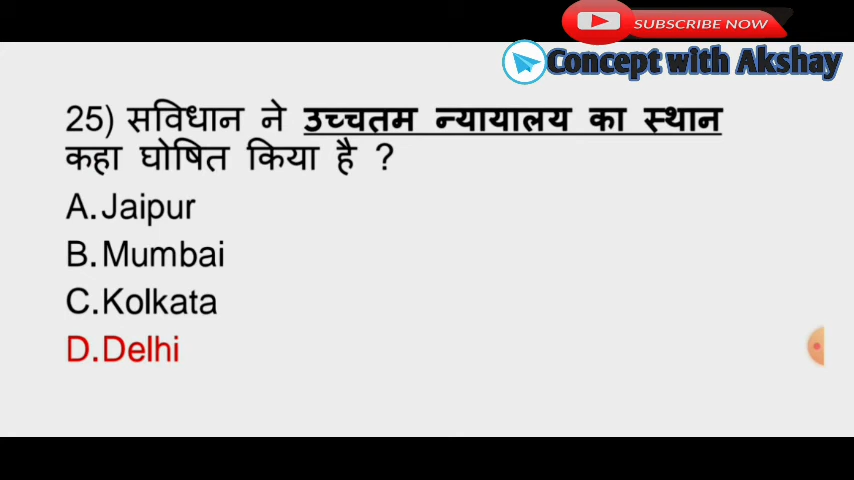 SUBSCRIBE NOW
Concept with Akshay
25) सविधान ने उच्चतम न्यायालय का स्थान
कहा घोषित किया है ?
A.Jaipur
B.Mumbai
C.Kolkata
D.Delhi